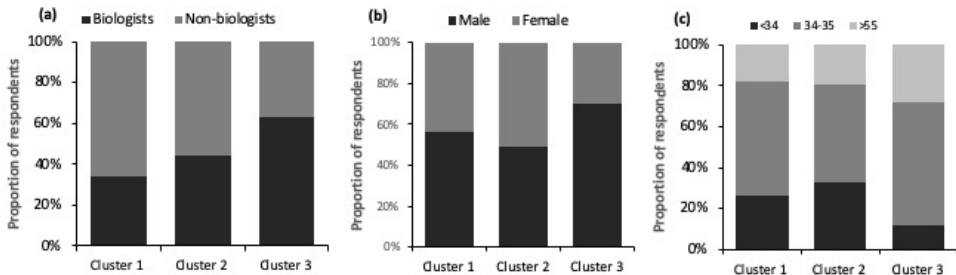 (a)
Biologists Non-biologists
Proportion of respondents
100%
80%
60%
40%
20%
0%
Cluster 1 Cluster 2 Cluster 3
(b)
Male Female
Proportion of respondents
100%
80%
60%
40%
20%
0%
Cluster 1 Cluster 2 Cluster 3
(c)
<34 34-35 >55
Proportion of respondents
100%
80%
60%
40%
20%
0%
Cluster 1 Cluster 2 Cluster 3